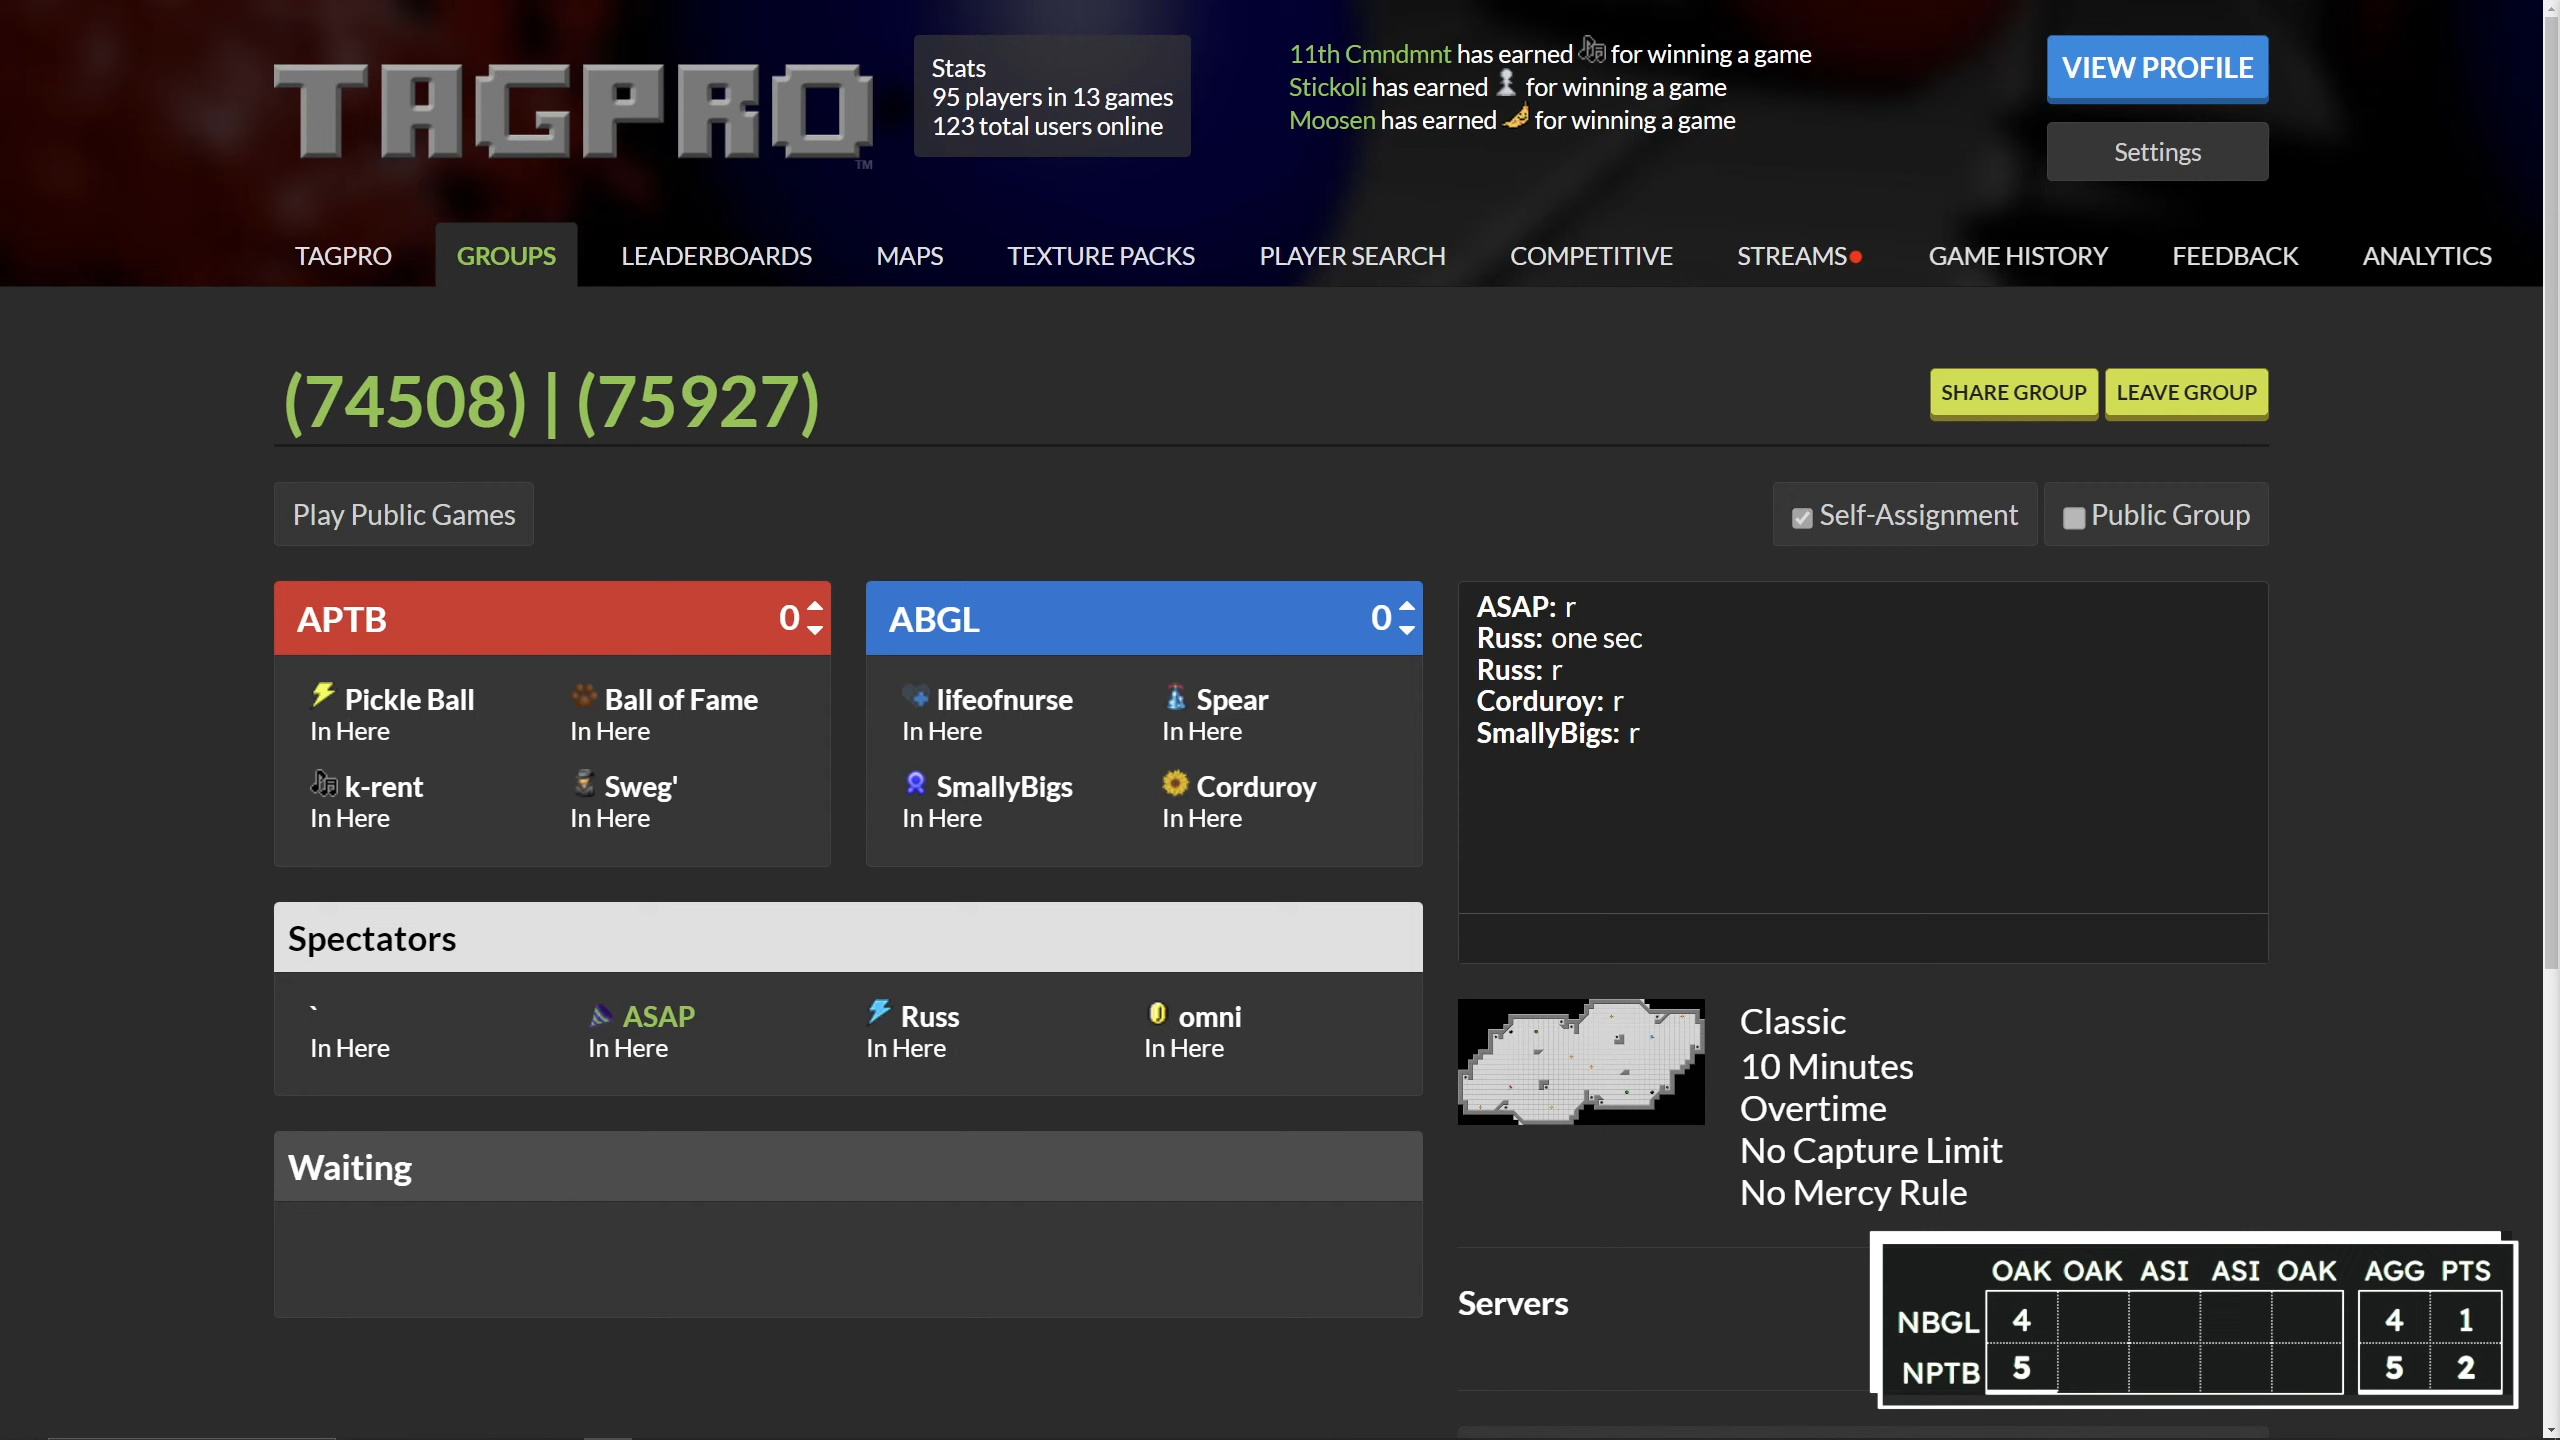 TAGPRO
TM
Stats
95 players in 13 games
123 total users online
11th Cmndmnt has earned for winning a game
Stickoli has earned for winning a game
Moosen has earned for winning a game
VIEW PROFILE
Settings
TAGPRO GROUPS LEADERBOARDS MAPS TEXTURE PACKS PLAYER SEARCH COMPETITIVE STREAMS GAME HISTORY FEEDBACK ANALYTICS
(74508) | (75927)
SHARE GROUP LEAVE GROUP
Play Public Games
Self-Assignment Public Group
APTB 0
ABGL 0
Pickle Ball Ball of Fame
In Here In Here
k-rent Sweg'
In Here In Here
lifeofnurse Spear
In Here In Here
SmallyBigs Corduroy
In Here In Here
ASAP: r
Russ: one sec
Russ: r
Corduroy: r
SmallyBigs: r
Spectators
` ASAP Russ omni
In Here In Here In Here In Here
Waiting
Classic
10 Minutes
Overtime
No Capture Limit
No Mercy Rule
Servers
OAK OAK ASI ASI OAK AGG PTS
NBGL 4 4 1
NPTB 5 5 2